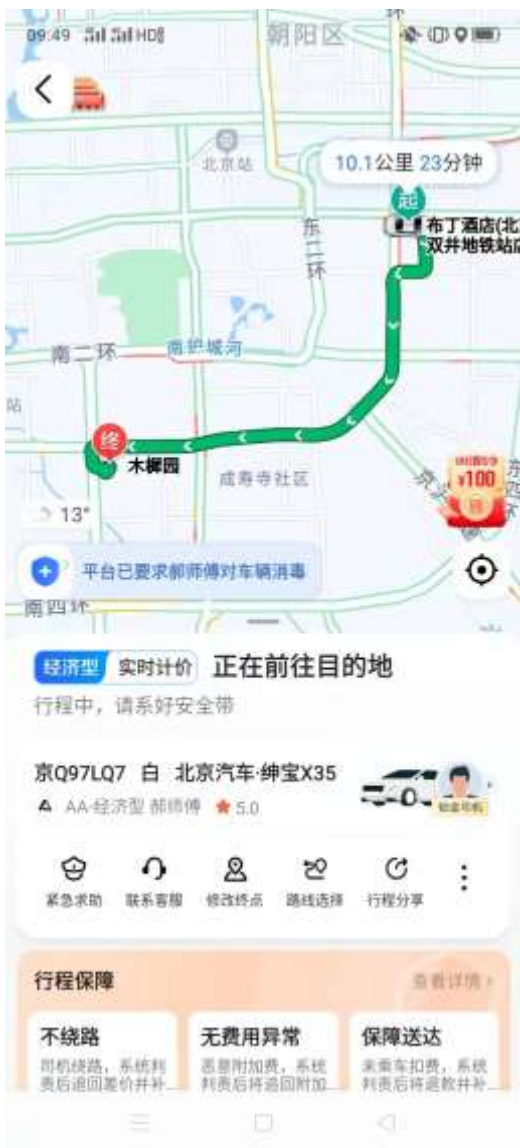 09:49
HD
朝阳区
北京站
10.1公里 23分钟
起
布丁酒店(北
双井地铁站店
东二环
南二环
南护城河
站
终
木樨园
成寿寺社区
¥100
13°
平台已要求郝师傅对车辆消毒
南四环
经济型 实时计价 正在前往目的地
行程中，请系好安全带
京Q97LQ7 白 北京汽车·绅宝X35
AA-经济型 郝师傅 5.0
紧急求助 联系客服 修改终点 路线选择 行程分享
行程保障 查看详情
不绕路 无费用异常 保障送达
司机绕路，系统判 恶意附加费，系统 未乘车扣费，系统
责后退回差价并补 判责后将追回附加 判责后将退款并补